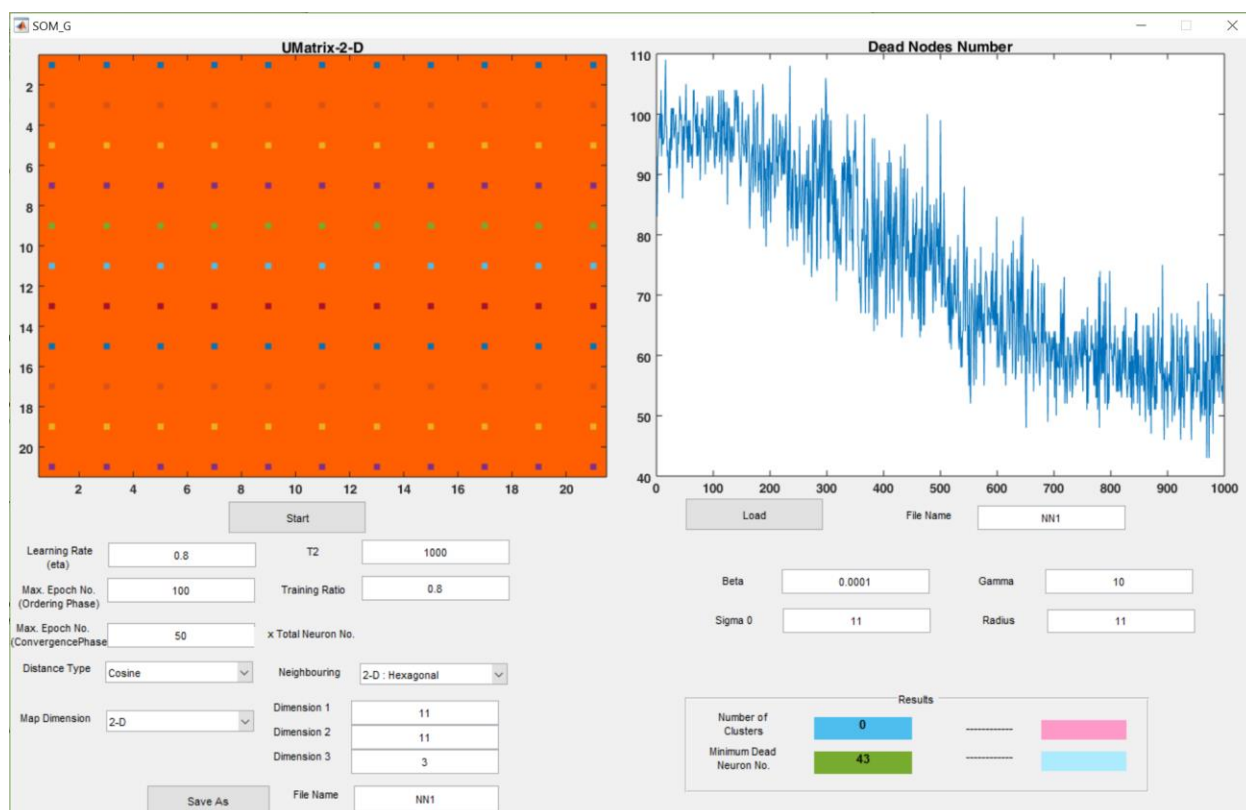 SOM_G
UMatrix-2-D
2
4
6
8
10
12
14
16
18
20
2 4 6 8 10 12 14 16 18 20
Dead Nodes Number
110
100
90
80
70
60
50
40
0 100 200 300 400 500 600 700 800 900 1000
Start
Load
File Name NN1
Learning Rate
(eta)
0.8
T2 1000
Max. Epoch No.
(Ordering Phase)
100
Training Ratio 0.8
Max. Epoch No.
(ConvergencePhase
50
x Total Neuron No.
Distance Type Cosine
Neighbouring 2-D : Hexagonal
Map Dimension 2-D
Dimension 1 11
Dimension 2 11
Dimension 3 3
Save As
File Name NN1
Beta 0.0001
Gamma 10
Sigma 0 11
Radius 11
Results
Number of
Clusters
0
------------
Minimum Dead
Neuron No.
43
------------